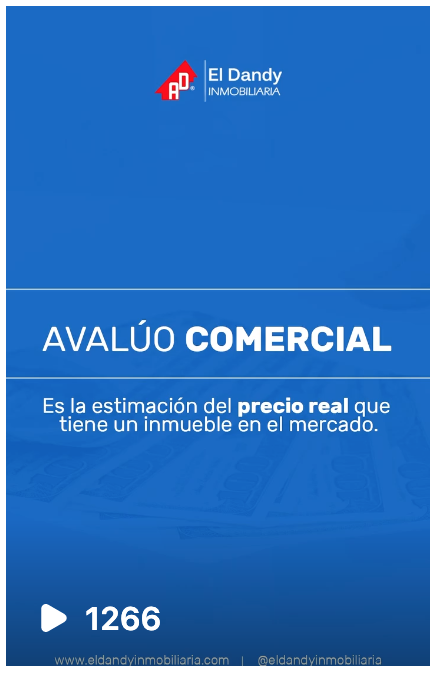 AD
El Dandy
INMOBILIARIA
AVALÚO COMERCIAL
Es la estimación del precio real que
tiene un inmueble en el mercado.
1266
www.eldandyinmobiliaria.com | @eldandyinmobiliaria